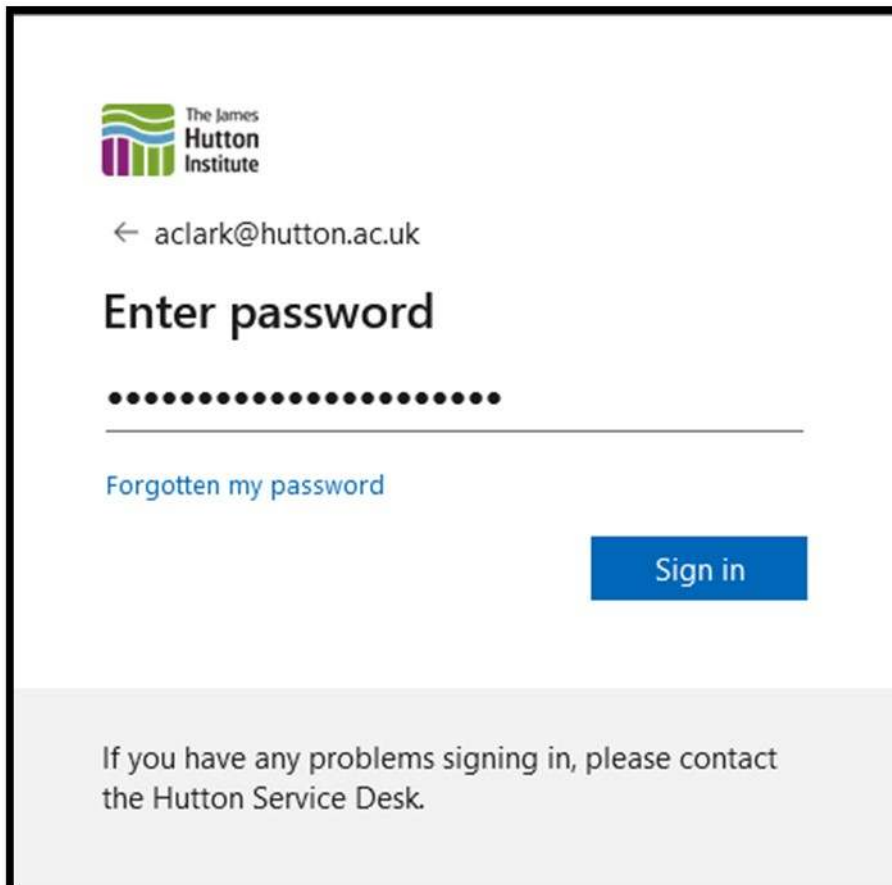 The James
Hutton
Institute
← aclark@hutton.ac.uk
Enter password
••••••••••••••••••••••
Forgotten my password
Sign in
If you have any problems signing in, please contact
the Hutton Service Desk.